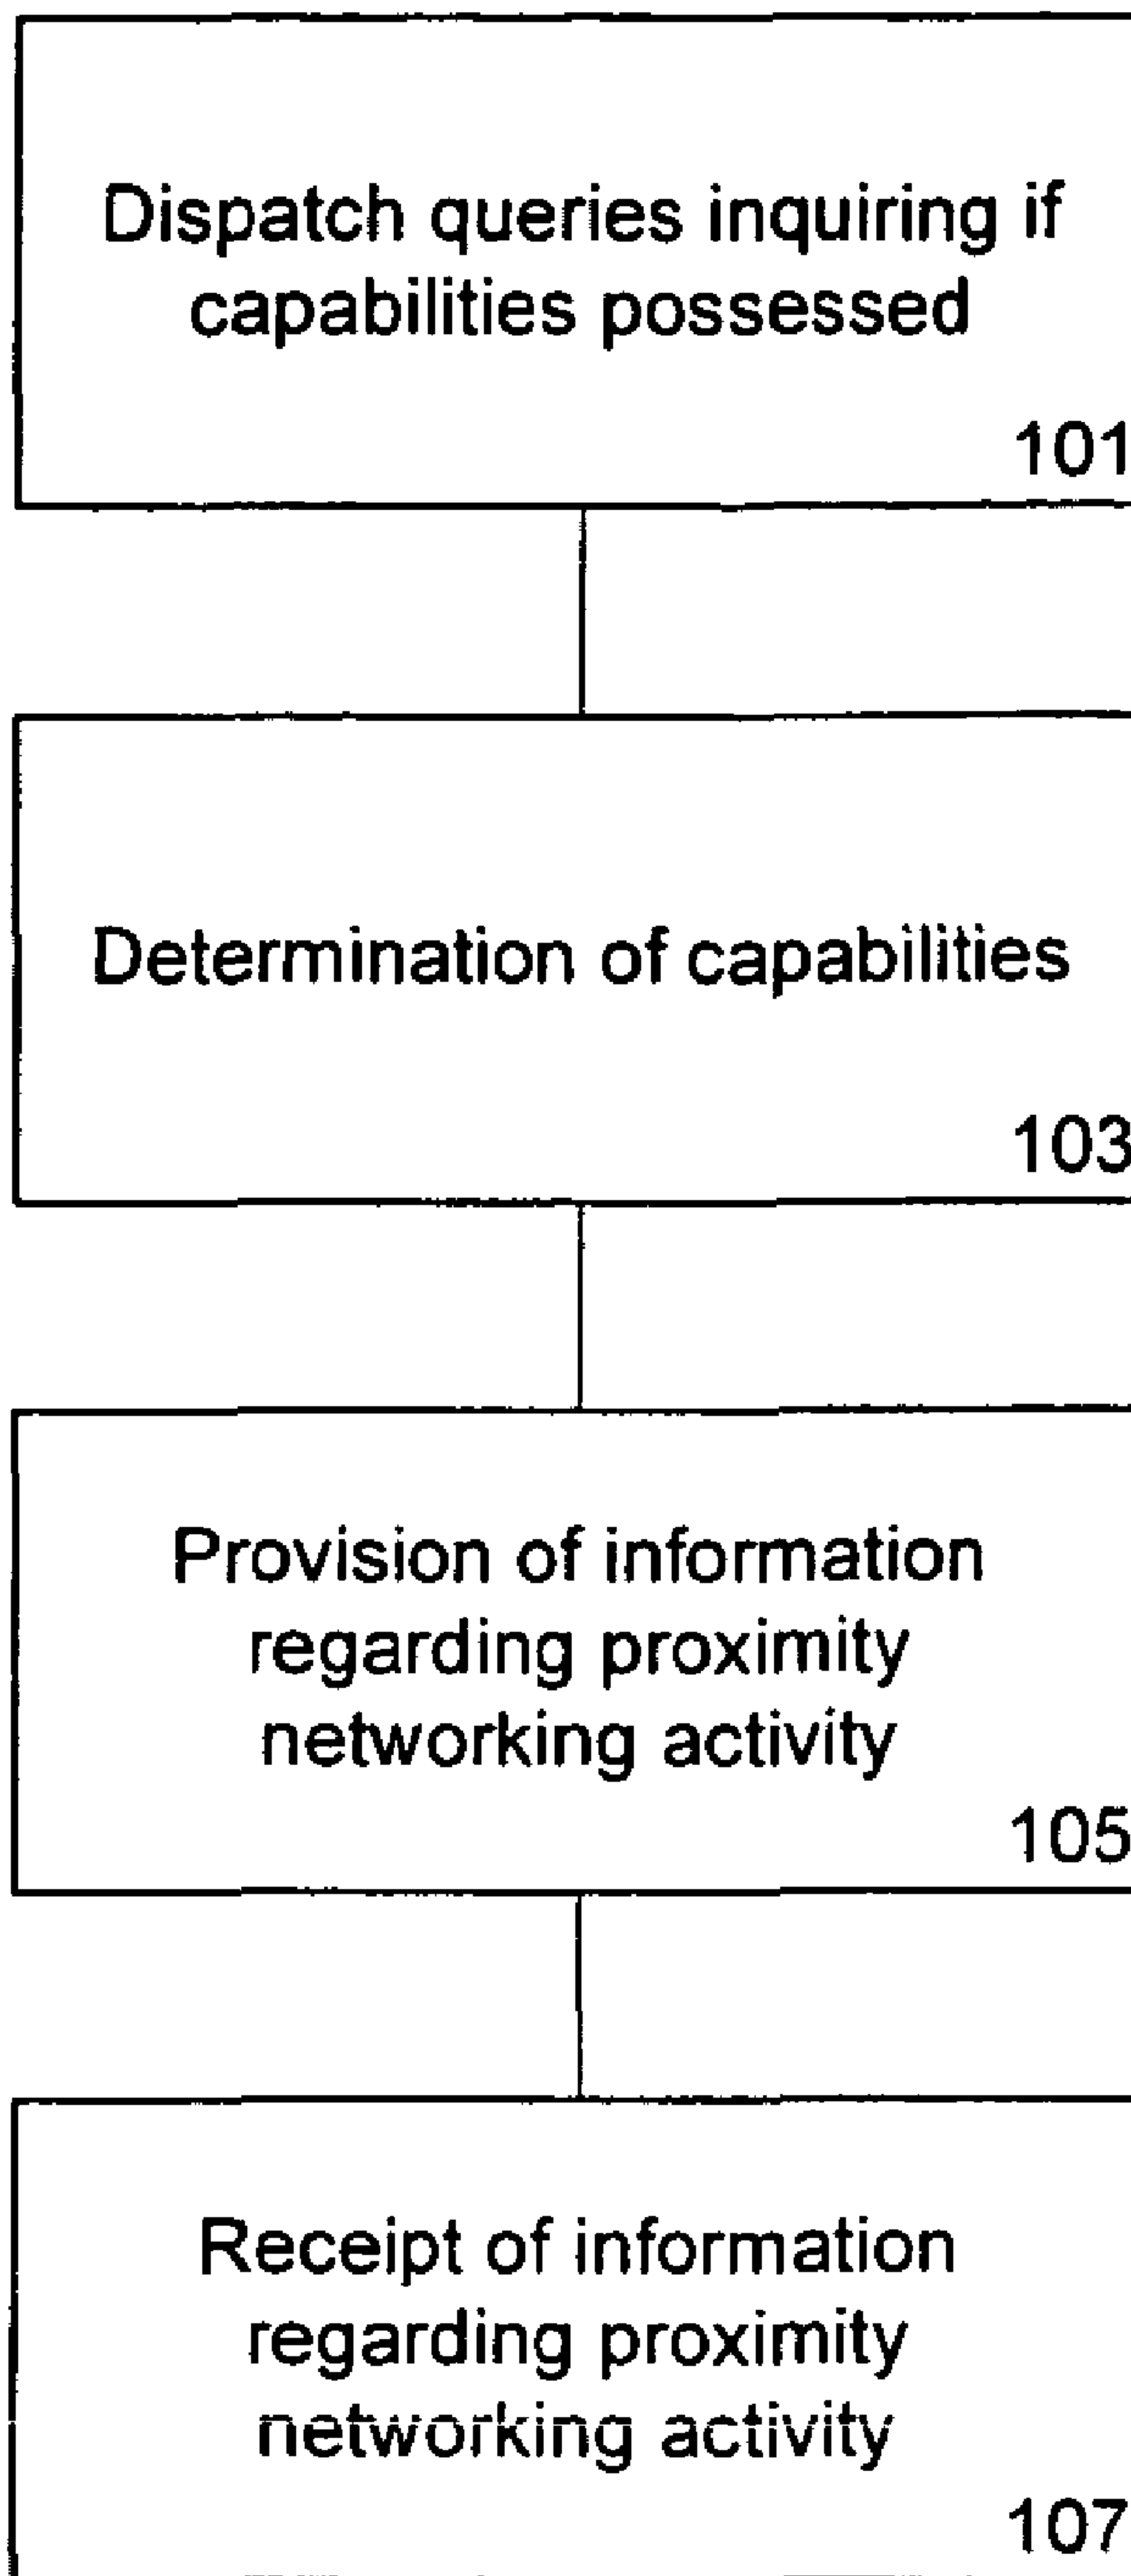 Dispatch queries inquiring if
capabilities possessed
101
Determination of capabilities
103
Provision of information
regarding proximity
networking activity
105
Receipt of information
regarding proximity
networking activity
107